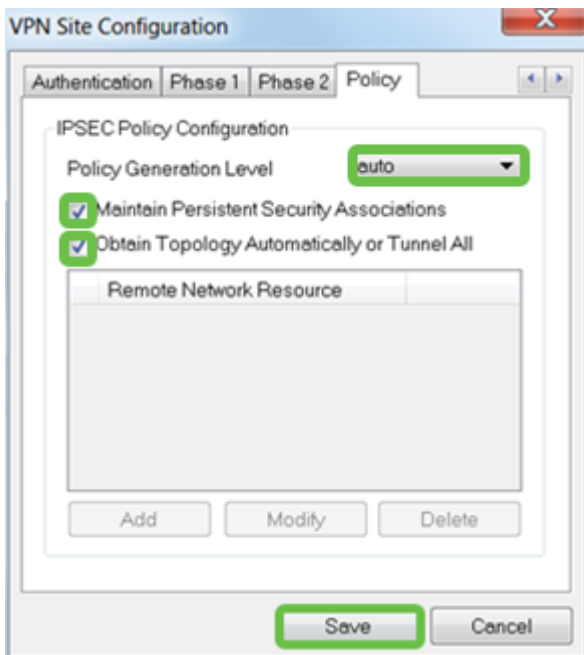 VPN Site Configuration
Authentication Phase 1 Phase 2 Policy
IPSEC Policy Configuration
Policy Generation Level auto
Maintain Persistent Security Associations
Obtain Topology Automatically or Tunnel All
Remote Network Resource
Add Modify Delete
Save Cancel